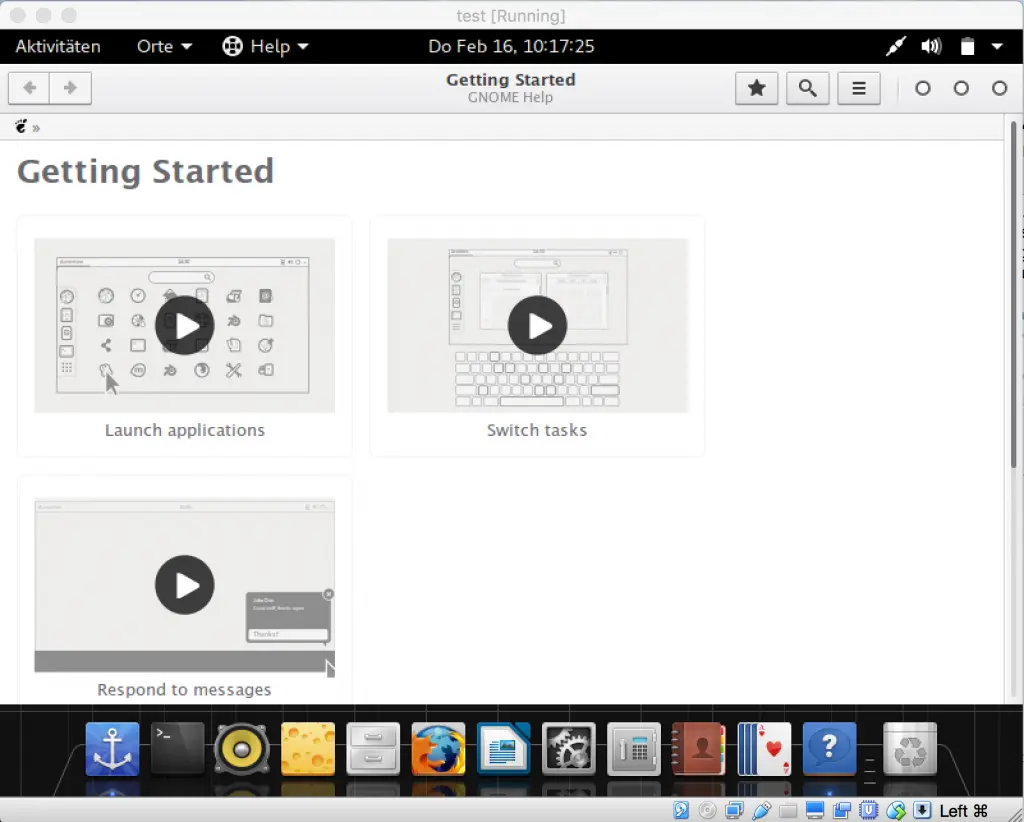 test [Running]
Aktivitäten Orte Help Do Feb 16, 10:17:25
Getting Started
GNOME Help
»
Getting Started
Launch applications
Switch tasks
Thanks!
Respond to messages
>_
?
Left ⌘